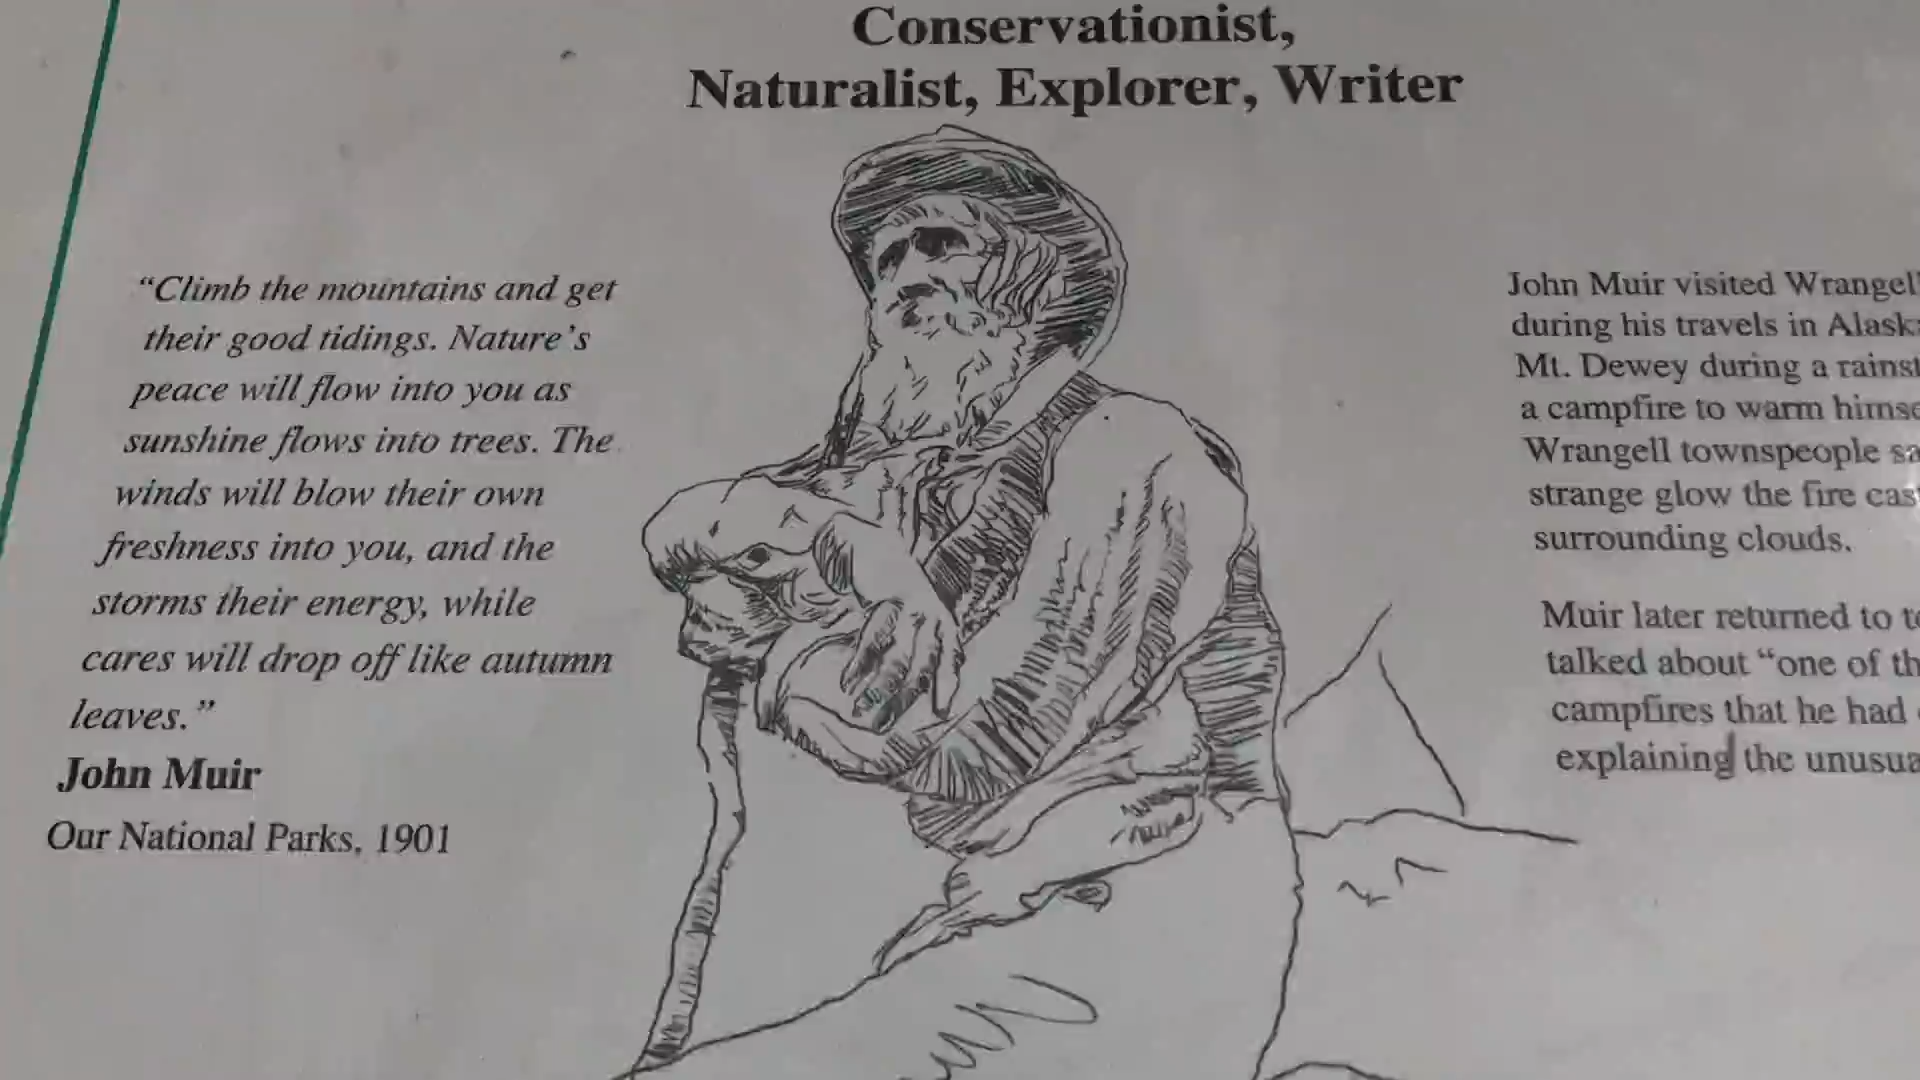 Conservationist,
Naturalist, Explorer, Writer
“Climb the mountains and get
their good tidings. Nature’s
peace will flow into you as
sunshine flows into trees. The
winds will blow their own
freshness into you, and the
storms their energy, while
cares will drop off like autumn
leaves.”
John Muir
Our National Parks, 1901
John Muir visited Wrangell
during his travels in
Mt. Dewey during a
a campfire to warm
Wrangell townspeople
strange glow the fire
surrounding clouds.
Muir later returned to
talked about “one of
campfires that he had
explaining the